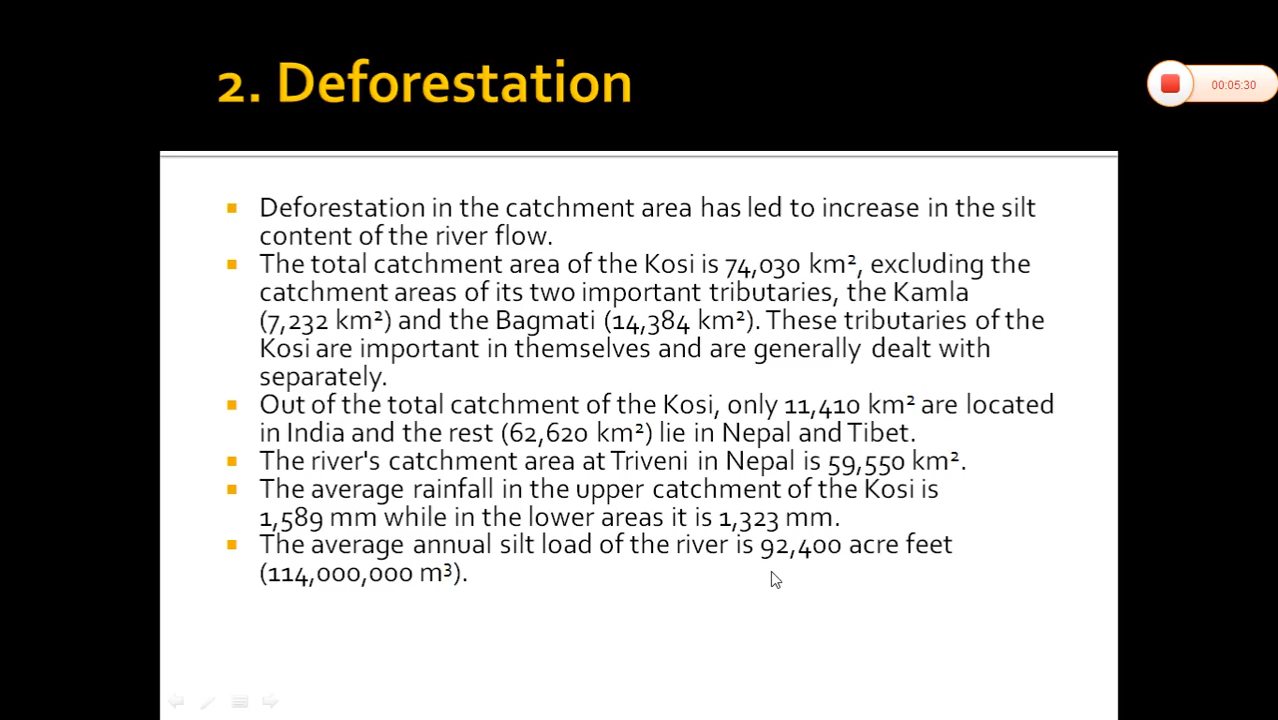 2. Deforestation
00:05:30
Deforestation in the catchment area has led to increase in the silt
content of the river flow.
The total catchment area of the Kosi is 74,030 km², excluding the
catchment areas of its two important tributaries, the Kamla
(7,232 km²) and the Bagmati (14,384 km²). These tributaries of the
Kosi are important in themselves and are generally dealt with
separately.
Out of the total catchment of the Kosi, only 11,410 km² are located
in India and the rest (62,620 km²) lie in Nepal and Tibet.
The river's catchment area at Triveni in Nepal is 59,550 km².
The average rainfall in the upper catchment of the Kosi is
1,589 mm while in the lower areas it is 1,323 mm.
The average annual silt load of the river is 92,400 acre feet
(114,000,000 m³).